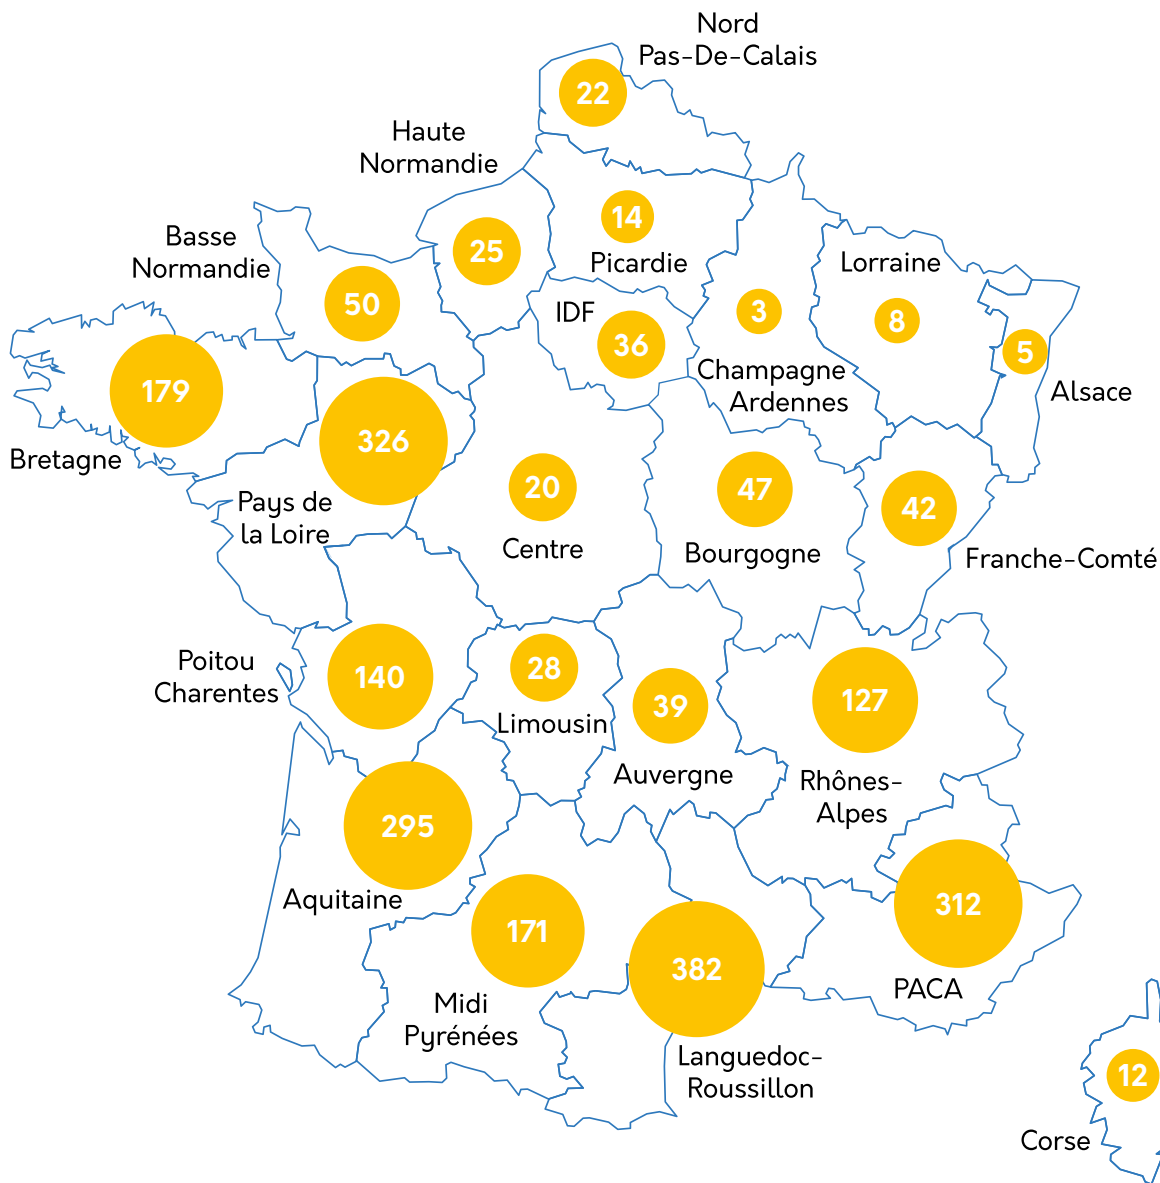 Nord
Pas-De-Calais
22
Haute
Normandie
14
Picardie
25
Basse
Normandie
50
Lorraine
8
IDF
36
3
Champagne
Ardennes
5
Alsace
179
Bretagne
326
Pays de
la Loire
20
Centre
47
Bourgogne
42
Franche-Comté
Poitou
Charentes
140
28
Limousin
39
Auvergne
127
Rhônes-
Alpes
295
Aquitaine
171
Midi
Pyrénées
382
Languedoc-
Roussillon
312
PACA
12
Corse